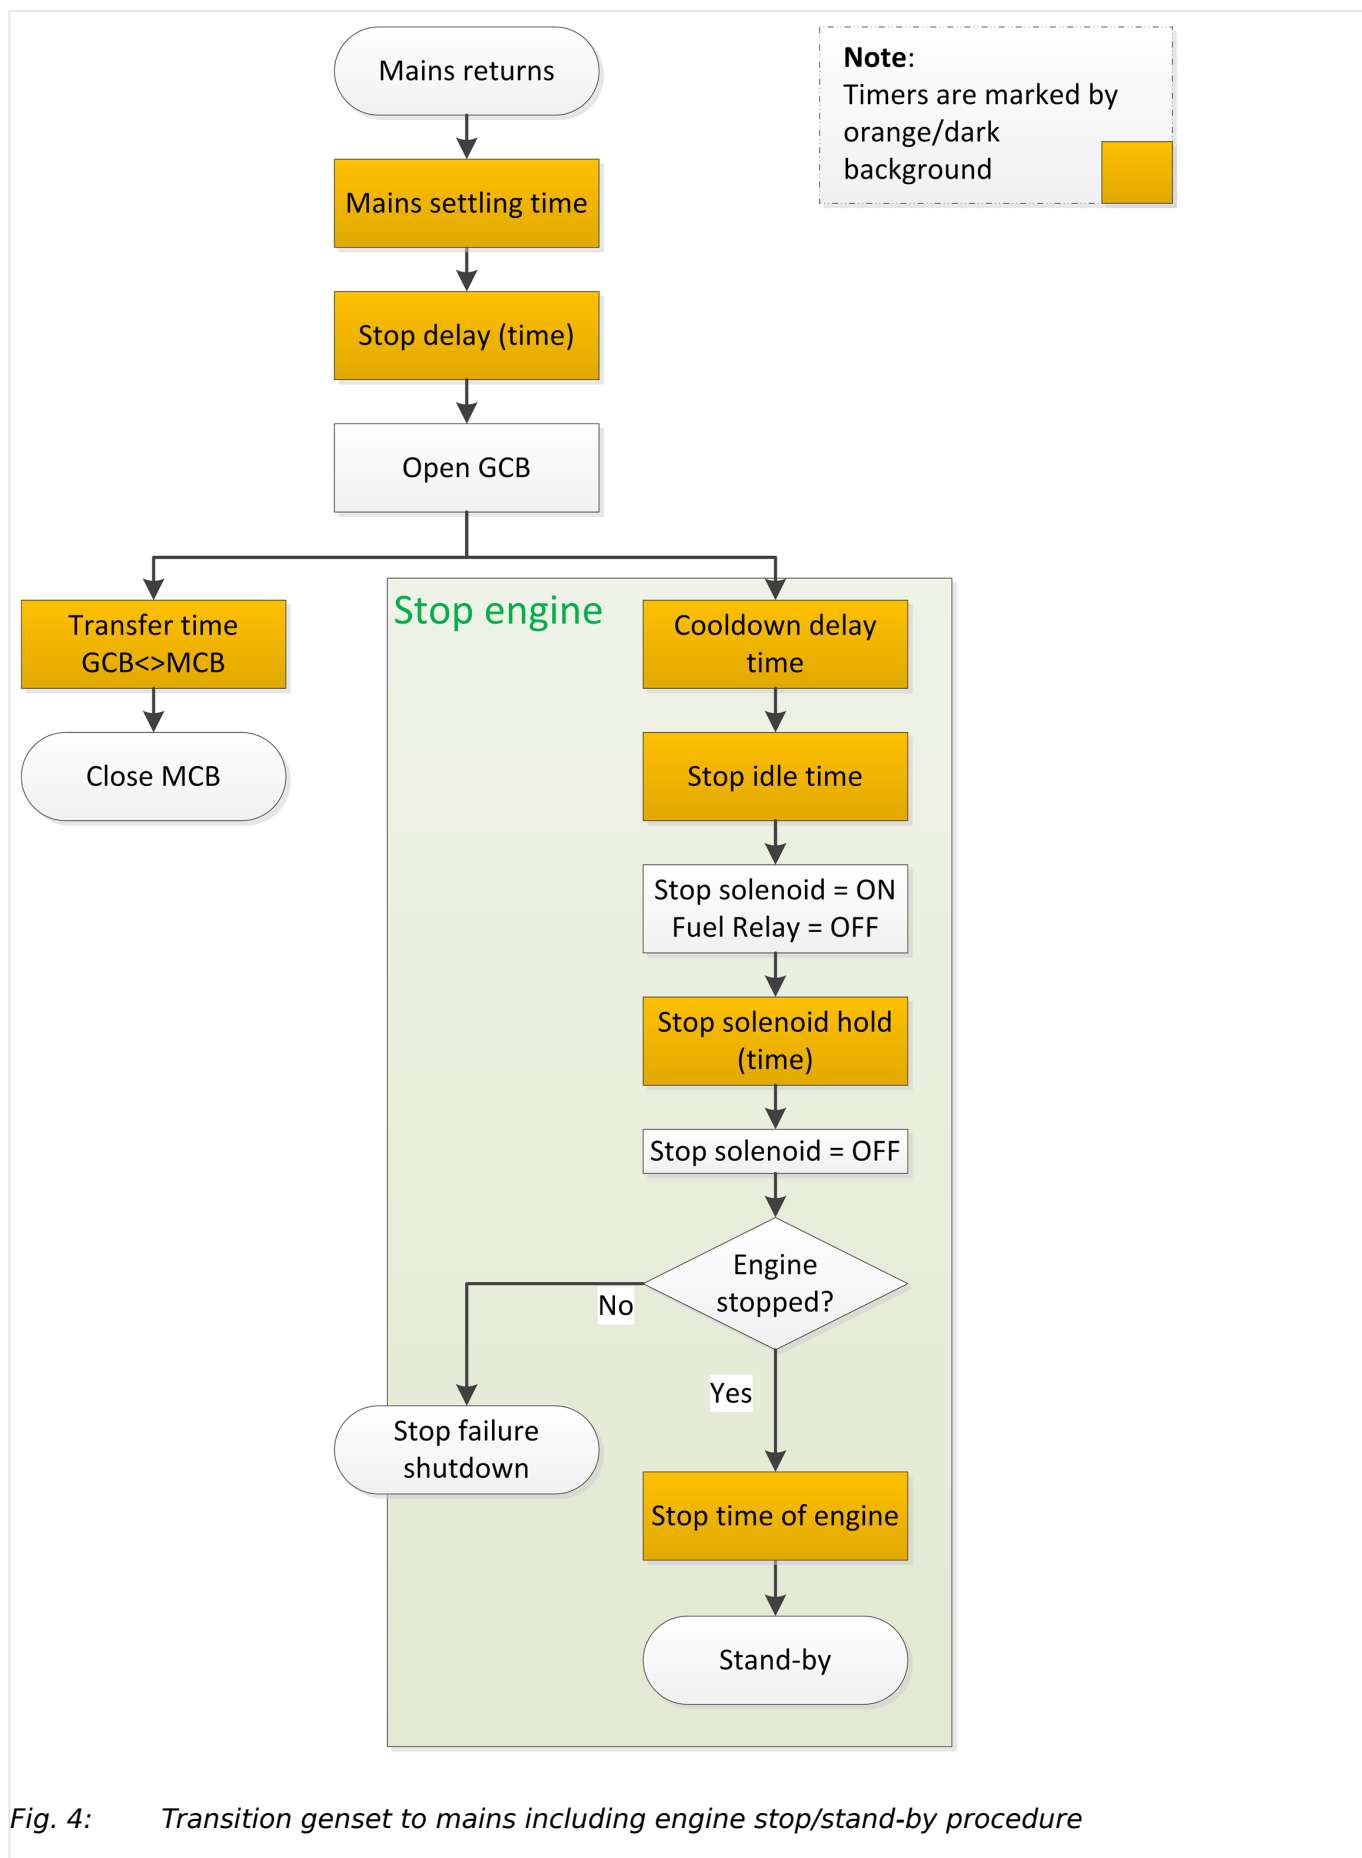 Mains returns
Note:
Timers are marked by
orange/dark
background
Mains settling time
Stop delay (time)
Open GCB
Transfer time
GCB<>MCB
Close MCB
Stop engine
Cooldown delay
time
Stop idle time
Stop solenoid = ON
Fuel Relay = OFF
Stop solenoid hold
(time)
Stop solenoid = OFF
Engine
stopped?
No
Yes
Stop failure
shutdown
Stop time of engine
Stand-by
Fig. 4: Transition genset to mains including engine stop/stand-by procedure